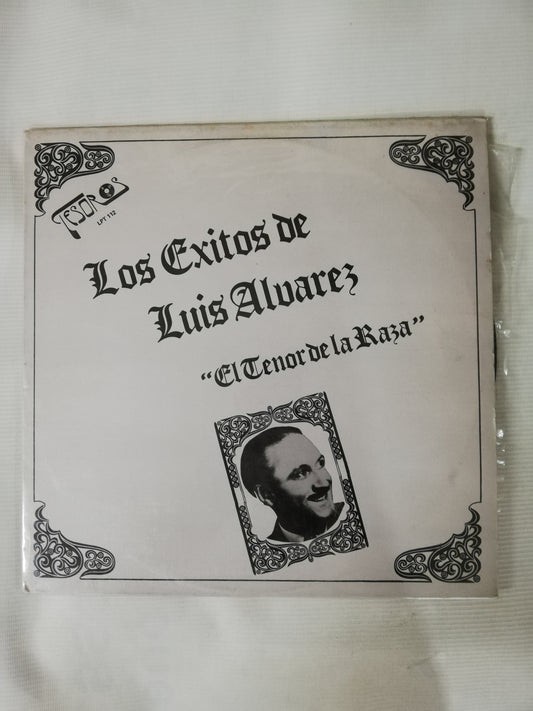 TESOROS
LPT 112
Los Exitos de
Luis Alvarez
“El Tenor de la Raza”